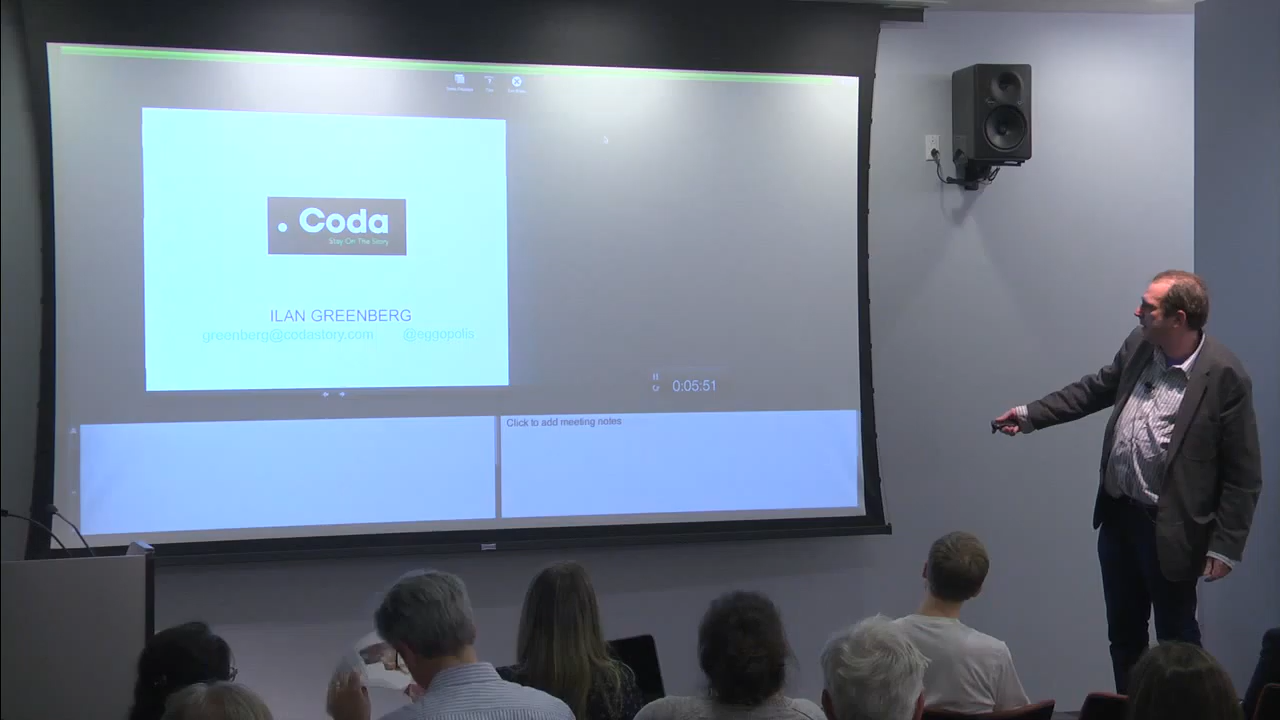 . Coda
Stay On The Story
ILAN GREENBERG
greenberg@codastory.com @eggopolis
0:05:51
Click to add meeting notes